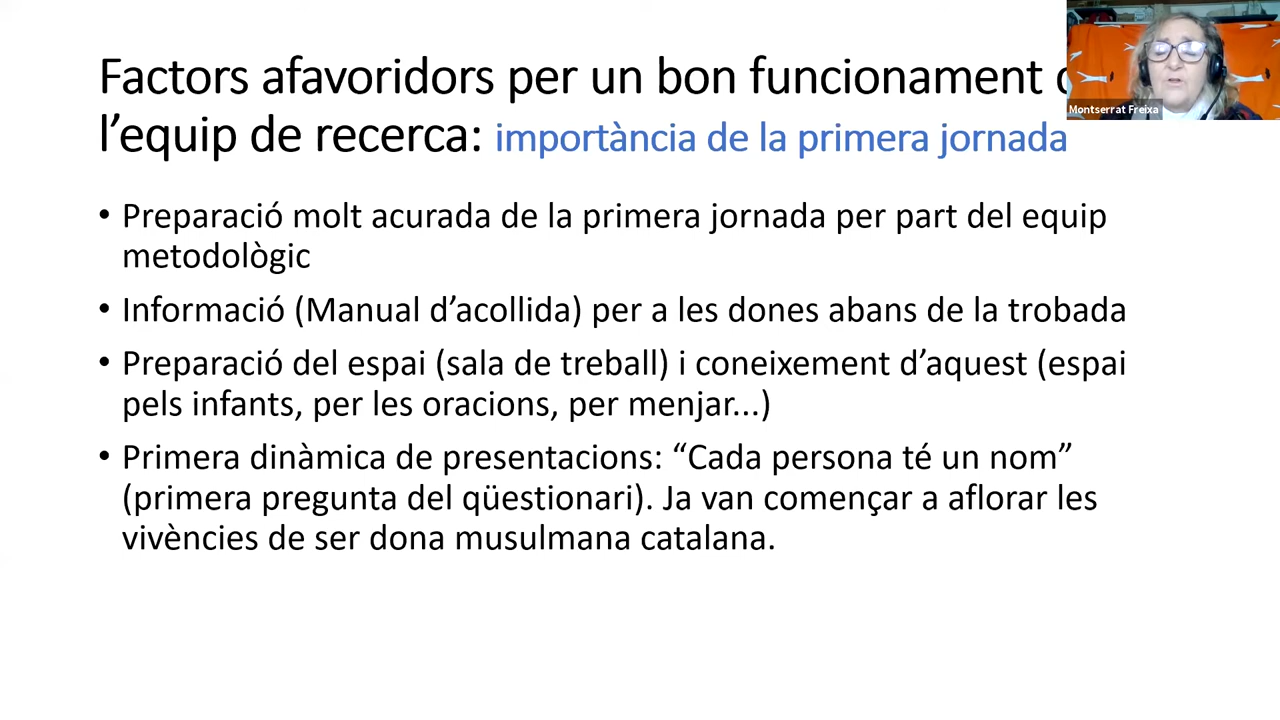 Factors afavoridors per un bon funcionament
l’equip de recerca: importància de la primera jornada
Montserrat Freixa
• Preparació molt acurada de la primera jornada per part del equip
metodològic
• Informació (Manual d’acollida) per a les dones abans de la trobada
• Preparació del espai (sala de treball) i coneixement d’aquest (espai
pels infants, per les oracions, per menjar...)
• Primera dinàmica de presentacions: “Cada persona té un nom”
(primera pregunta del qüestionari). Ja van començar a aflorar les
vivències de ser dona musulmana catalana.